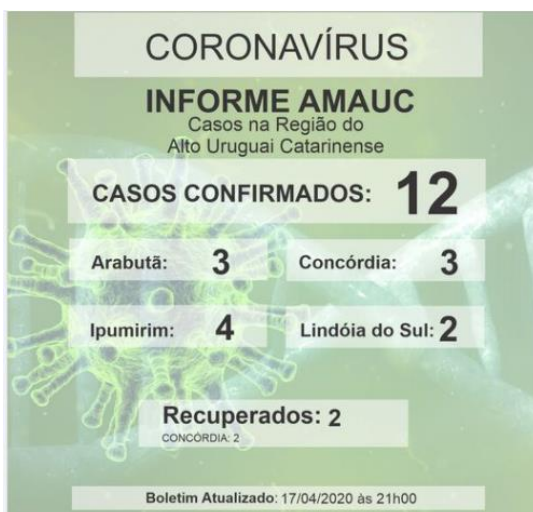 CORONAVÍRUS
INFORME AMAUC
Casos na Região do
Alto Uruguai Catarinense
CASOS CONFIRMADOS: 12
Arabutã: 3
Concórdia: 3
Ipumirim: 4
Lindóia do Sul: 2
Recuperados: 2
CONCÓRDIA: 2
Boletim Atualizado: 17/04/2020 às 21h00